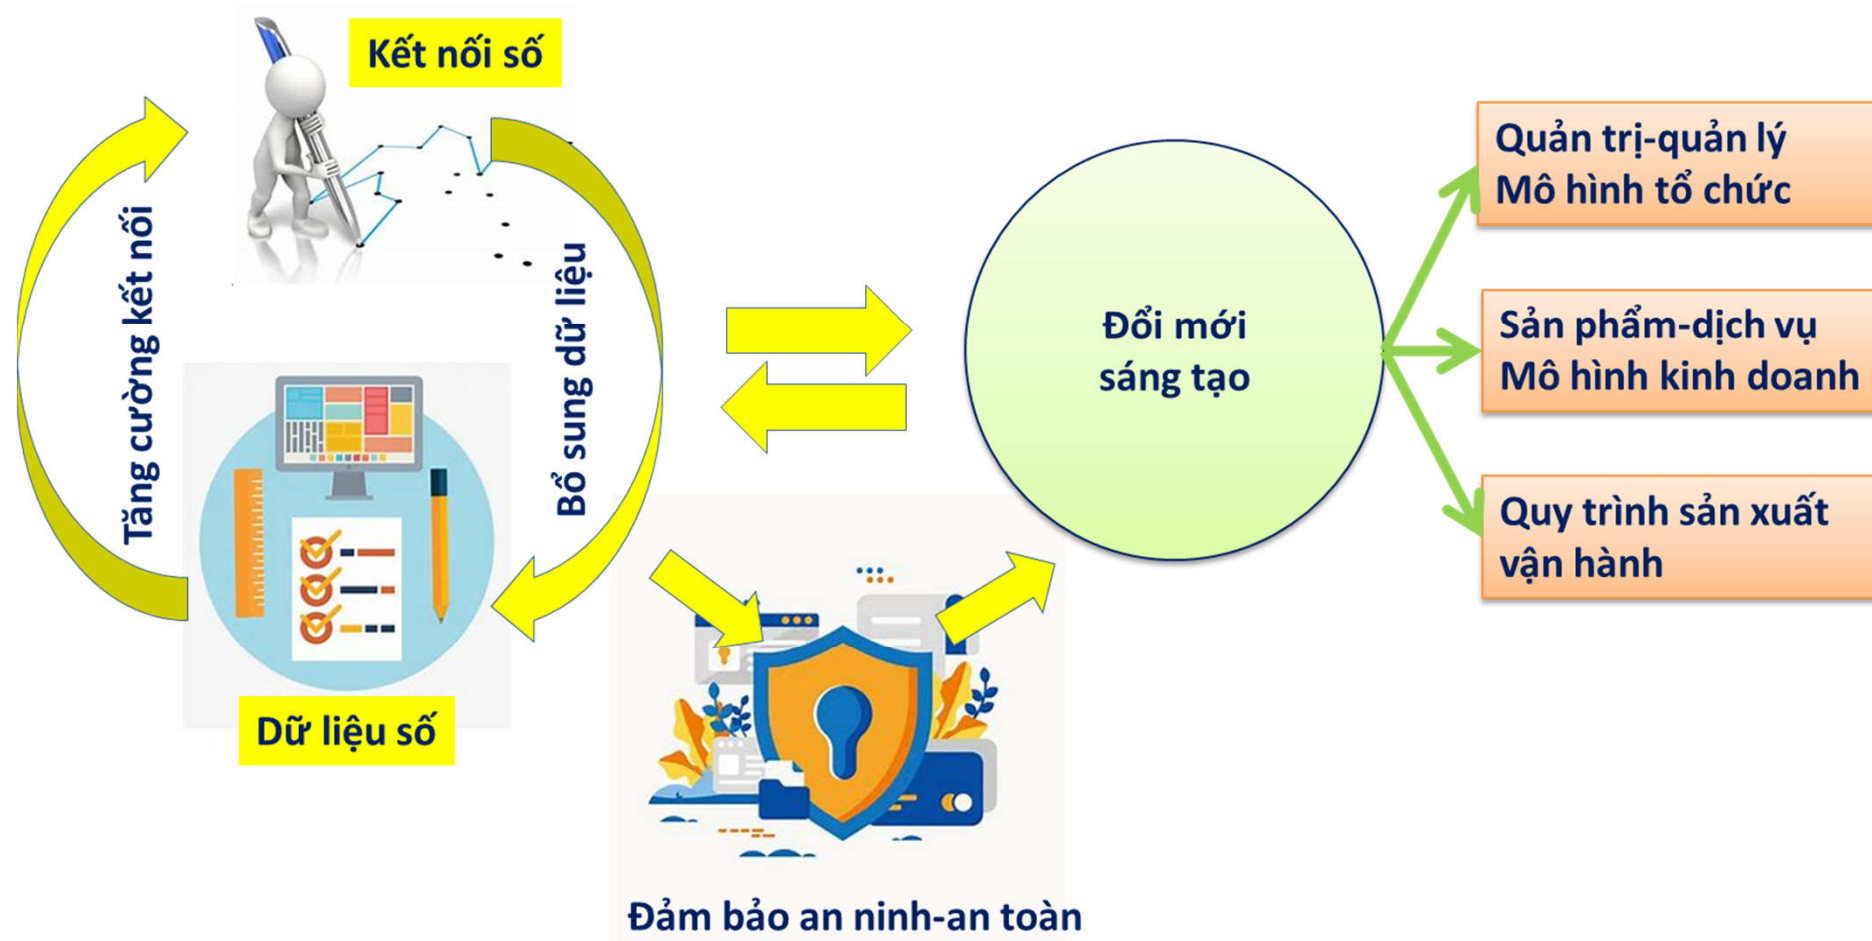 Kết nối số
Tăng cường kết nối
Bổ sung dữ liệu
Dữ liệu số
Đổi mới
sáng tạo
Quản trị-quản lý
Mô hình tổ chức
Sản phẩm-dịch vụ
Mô hình kinh doanh
Quy trình sản xuất
vận hành
Đảm bảo an ninh-an toàn